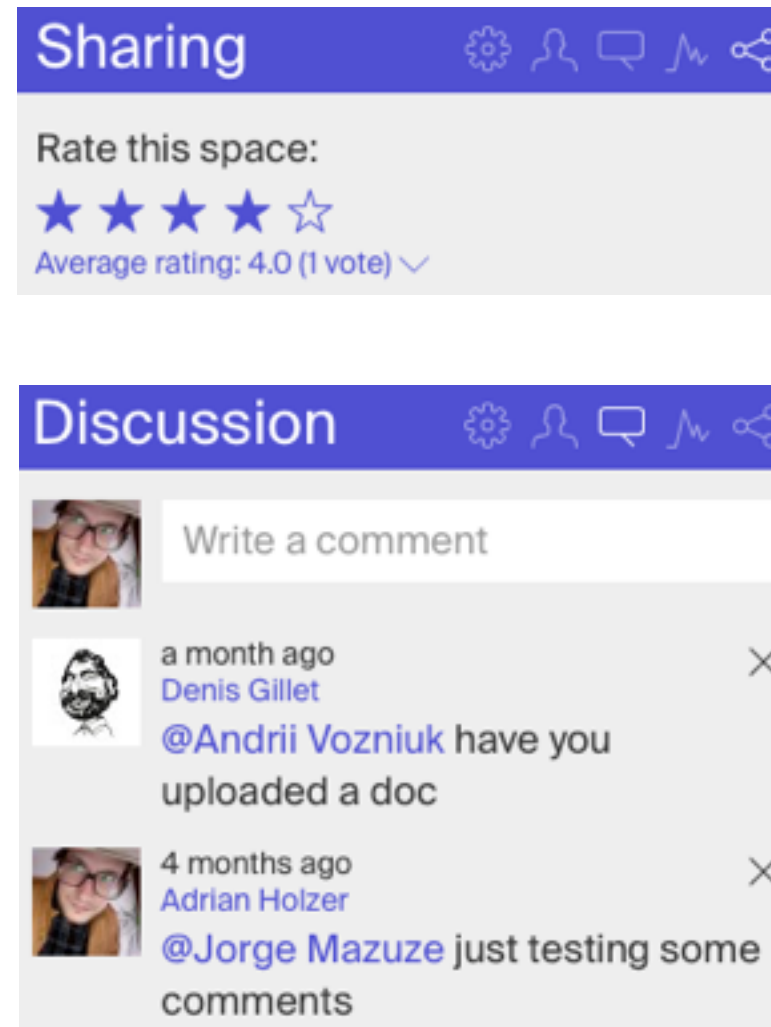 Sharing
Rate this space:
Average rating: 4.0 (1 vote)
Discussion
Write a comment
a month ago
Denis Gillet
@Andrii Vozniuk have you
uploaded a doc
4 months ago
Adrian Holzer
@Jorge Mazuze just testing some
comments